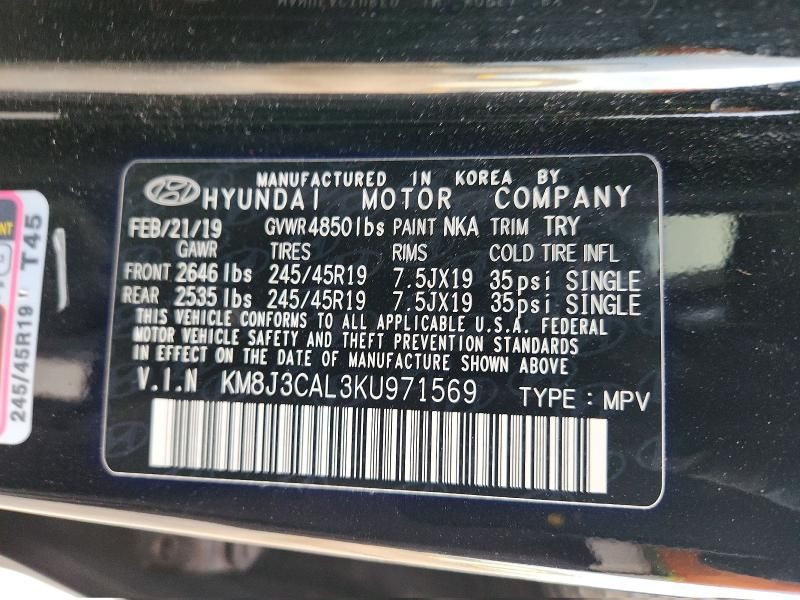 MANUFACTURED IN KOREA BY
HYUNDAI MOTOR COMPANY
FEB/21/19 GVWR 4850lbs PAINT NKA TRIM TRY
GAWR TIRES RIMS COLD TIRE INFL
FRONT 2646 lbs 245/45R19 7.5JX19 35psi SINGLE
REAR 2535 lbs 245/45R19 7.5JX19 35psi SINGLE
THIS VEHICLE CONFORMS TO ALL APPLICABLE U.S.A. FEDERAL
MOTOR VEHICLE SAFETY AND THEFT PREVENTION STANDARDS
IN EFFECT ON THE DATE OF MANUFACTURE SHOWN ABOVE
V.I.N KM8J3CAL3KU971569 TYPE : MPV
245/45R19 T45